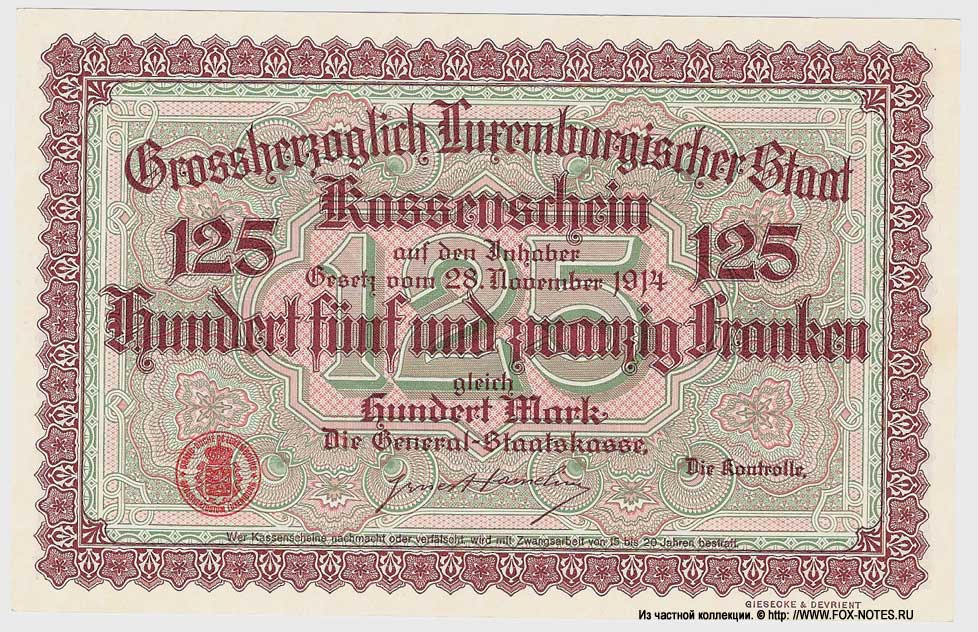 Grossherzoglich Luxemburgischer Staat
Kassenschein
125 auf den Inhaber 125
Gesetz vom 28. November 1914
Hundert fünf und zwanzig Franken
125
gleich
Hundert Mark
Die General-Staatskasse,
Die Kontrolle,
Wer Kassenscheine nachmacht oder verfälscht, wird mit Zwangsarbeit von 15 bis 20 Jahren bestraft.
GIESECKE & DEVRIENT
Из частной коллекции. © http: //WWW.FOX-NOTES.RU